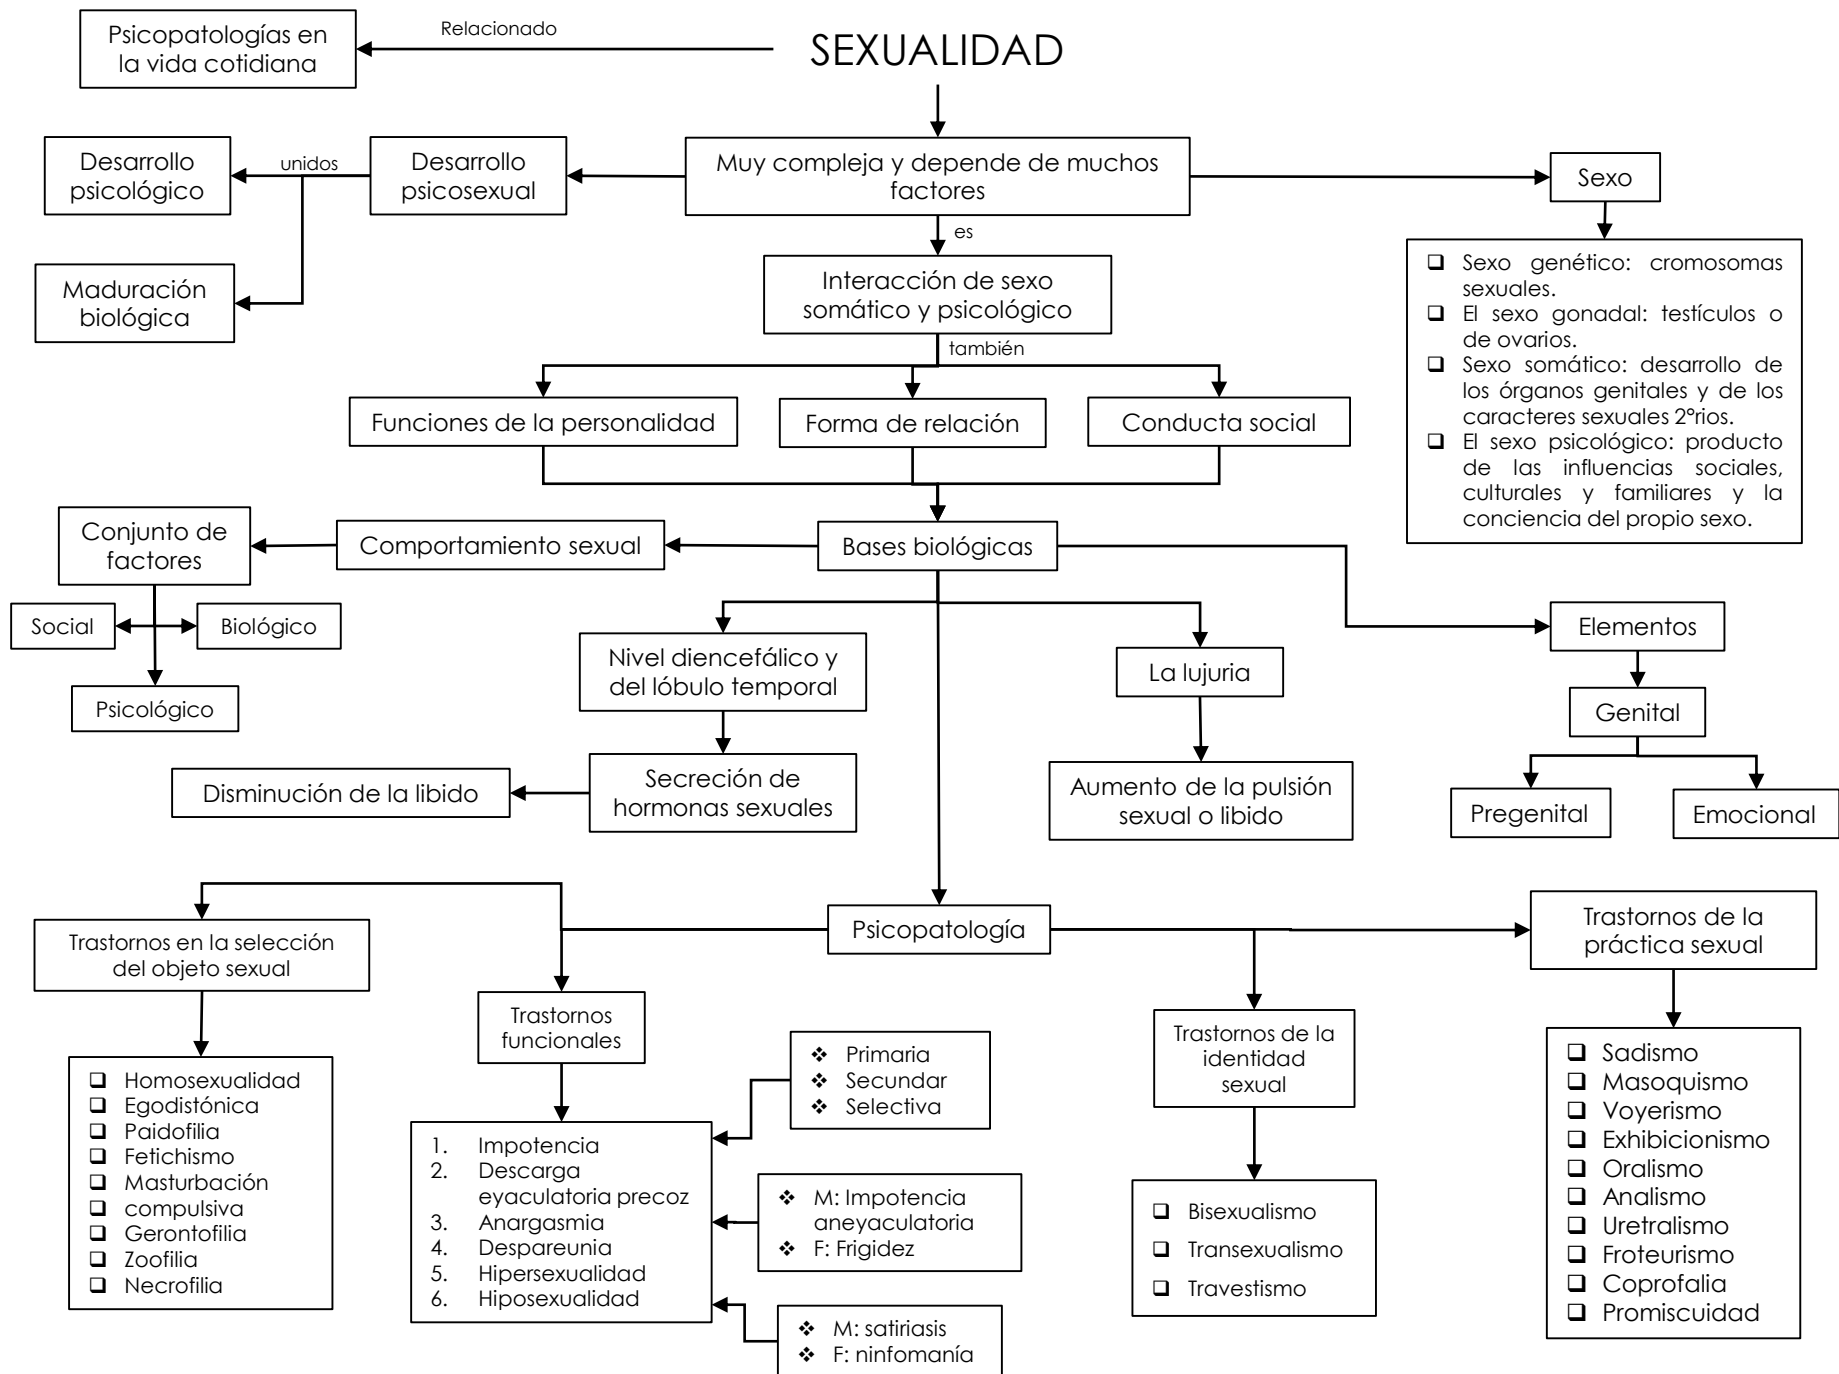 SEXUALIDAD
Relacionado
Psicopatologías en
la vida cotidiana
Desarrollo
psicológico
unidos
Desarrollo
psicosexual
Muy compleja y depende de muchos
factores
Sexo
es
Maduración
biológica
Interacción de sexo
somático y psicológico
❑ Sexo genético: cromosomas
sexuales.
❑ El sexo gonadal: testículos o
de ovarios.
❑ Sexo somático: desarrollo de
los órganos genitales y de los
caracteres sexuales 2°rios.
❑ El sexo psicológico: producto
de las influencias sociales,
culturales y familiares y la
conciencia del propio sexo.
también
Funciones de la personalidad
Forma de relación
Conducta social
Conjunto de
factores
Comportamiento sexual
Bases biológicas
Social
Biológico
Psicológico
Nivel diencefálico y
del lóbulo temporal
La lujuria
Elementos
Genital
Disminución de la libido
Secreción de
hormonas sexuales
Aumento de la pulsión
sexual o libido
Pregenital
Emocional
Psicopatología
Trastornos en la selección
del objeto sexual
Trastornos
funcionales
Trastornos de la
identidad
sexual
Trastornos de la
práctica sexual
❑ Homosexualidad
❑ Egodistónica
❑ Paidofilia
❑ Fetichismo
❑ Masturbación
❑ compulsiva
❑ Gerontofilia
❑ Zoofilia
❑ Necrofilia
1. Impotencia
2. Descarga
eyaculatoria precoz
3. Anargasmia
4. Despareunia
5. Hipersexualidad
6. Hiposexualidad
❖ Primaria
❖ Secundar
❖ Selectiva
❖ M: Impotencia
aneyaculatoria
❖ F: Frigidez
❖ M: satiriasis
❖ F: ninfomanía
❑ Bisexualismo
❑ Transexualismo
❑ Travestismo
❑ Sadismo
❑ Masoquismo
❑ Voyerismo
❑ Exhibicionismo
❑ Oralismo
❑ Analismo
❑ Uretralismo
❑ Froteurismo
❑ Coprofalia
❑ Promiscuidad